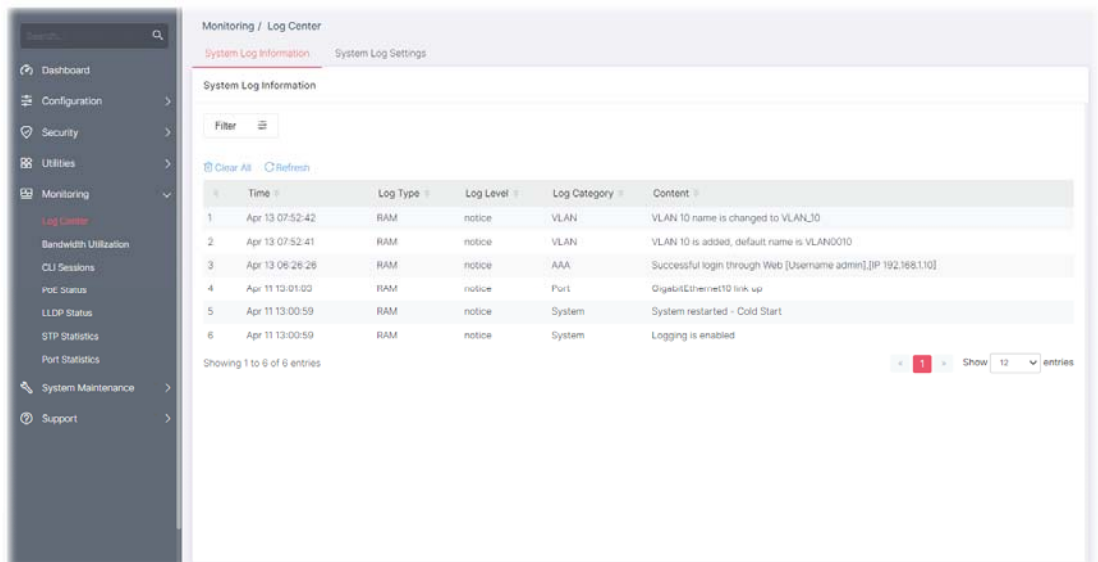 Search...
Dashboard
Configuration
Security
Utilities
Monitoring
Log Center
Bandwidth Utilization
CLI Sessions
PoE Status
LLDP Status
STP Statistics
Port Statistics
System Maintenance
Support
Monitoring / Log Center
System Log Information System Log Settings
System Log Information
Filter
Clear All Refresh
Time Log Type Log Level Log Category Content
1 Apr 13 07:52:42 RAM notice VLAN VLAN 10 name is changed to VLAN_10
2 Apr 13 07:52:41 RAM notice VLAN VLAN 10 is added, default name is VLAN0010
3 Apr 13 06:26:26 RAM notice AAA Successful login through Web [Username admin],[IP 192.168.1.10]
4 Apr 11 13:01:03 RAM notice Port GigabitEthernet10 link up
5 Apr 11 13:00:59 RAM notice System System restarted - Cold Start
6 Apr 11 13:00:59 RAM notice System Logging is enabled
Showing 1 to 6 of 6 entries
« 1 » Show 12 entries